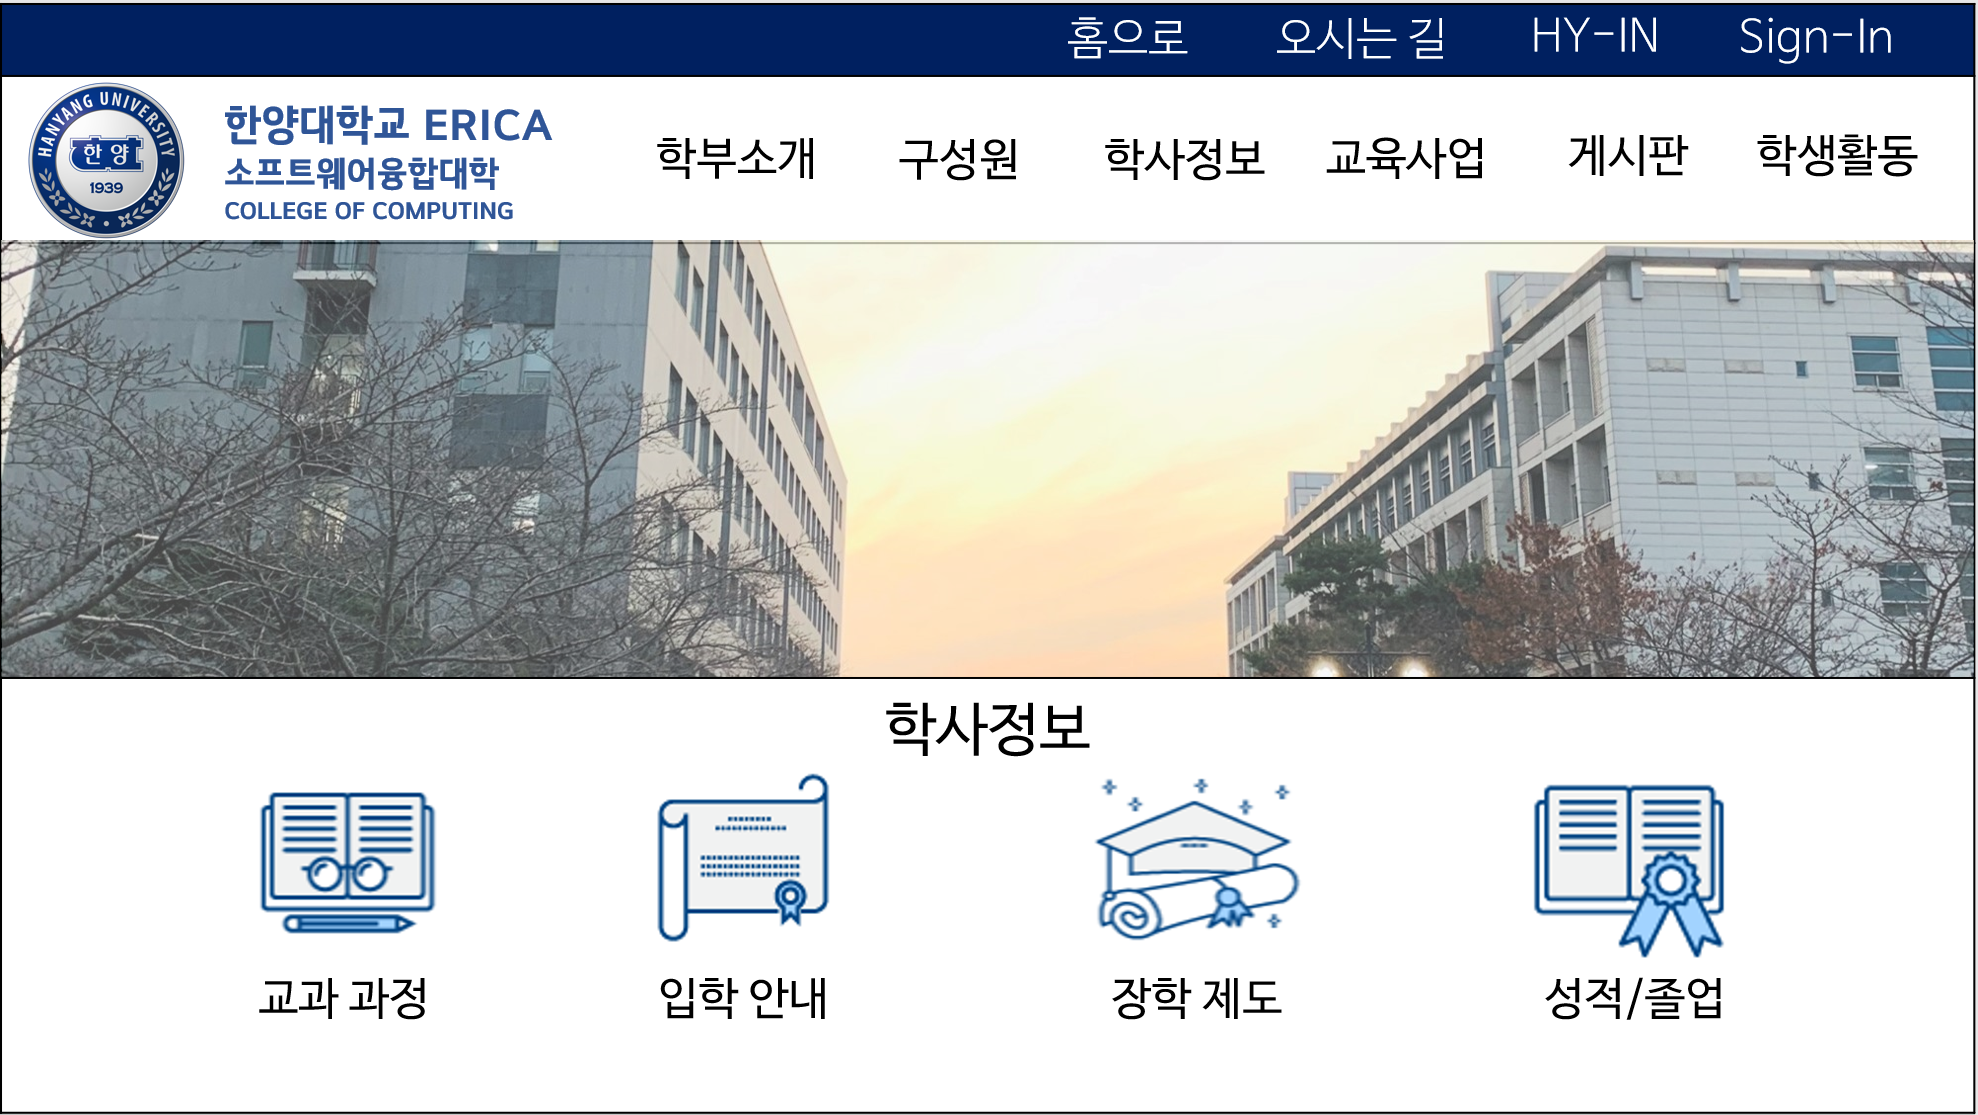 홈으로 오시는 길 HY-IN Sign-In
HANYANG UNIVERSITY
한양
1939
한양대학교 ERICA
소프트웨어융합대학
COLLEGE OF COMPUTING
학부소개 구성원 학사정보 교육사업 게시판 학생활동
학사정보
교과 과정 입학 안내 장학 제도 성적/졸업